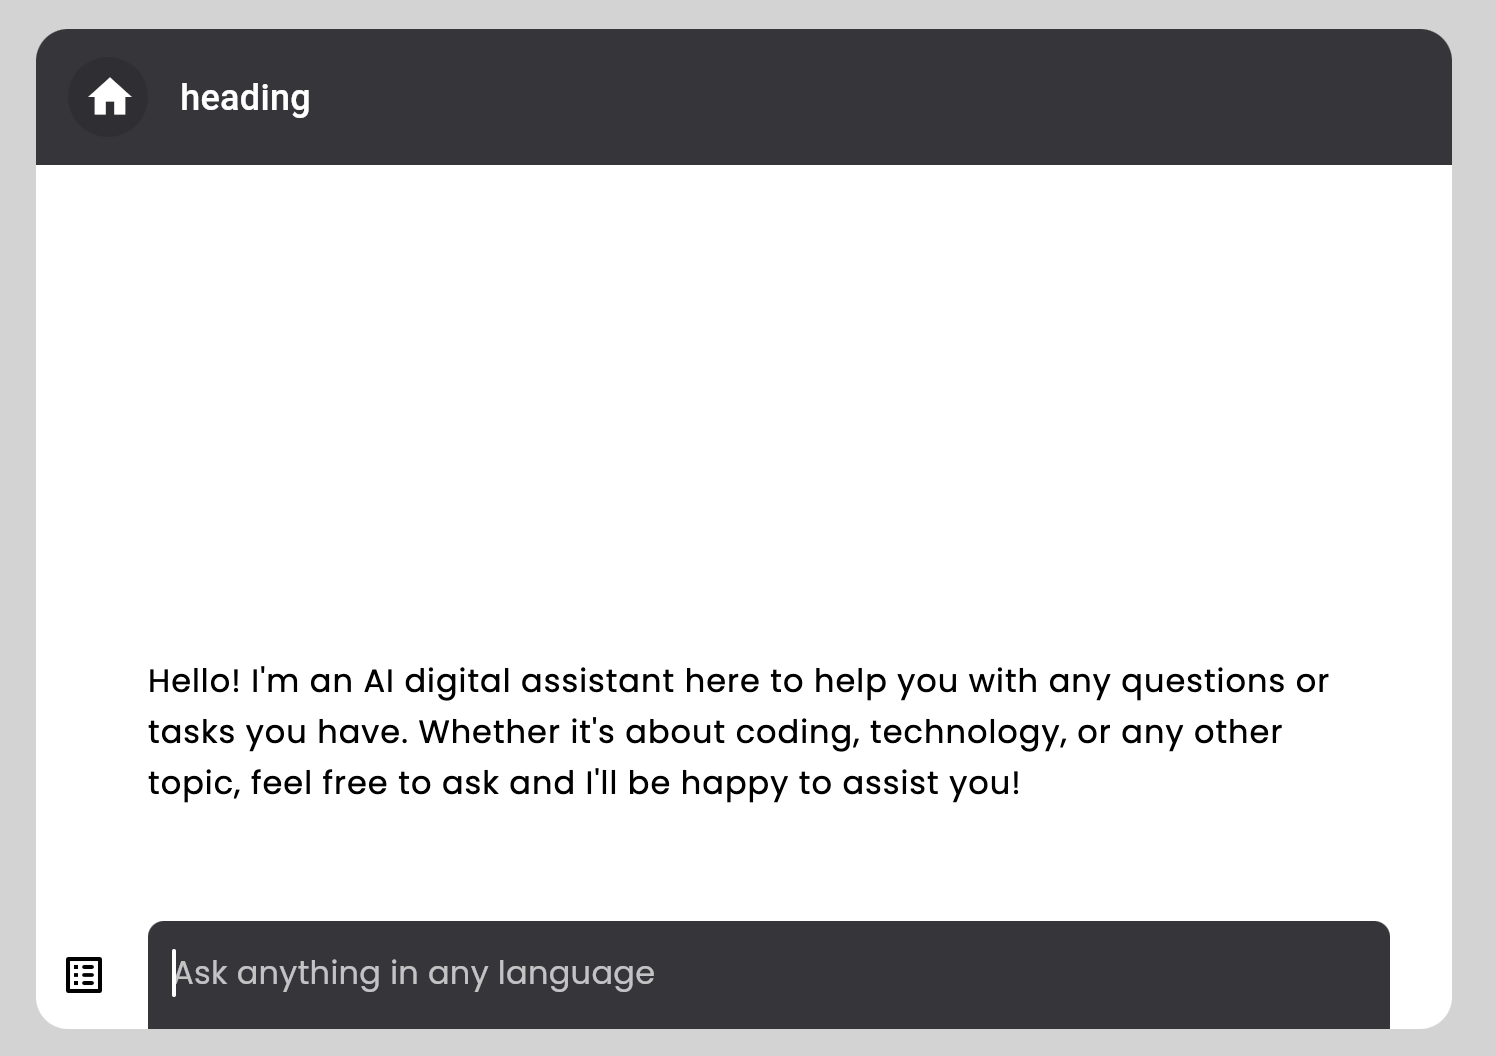 heading
Hello! I'm an AI digital assistant here to help you with any questions or
tasks you have. Whether it's about coding, technology, or any other
topic, feel free to ask and I'll be happy to assist you!
Ask anything in any language